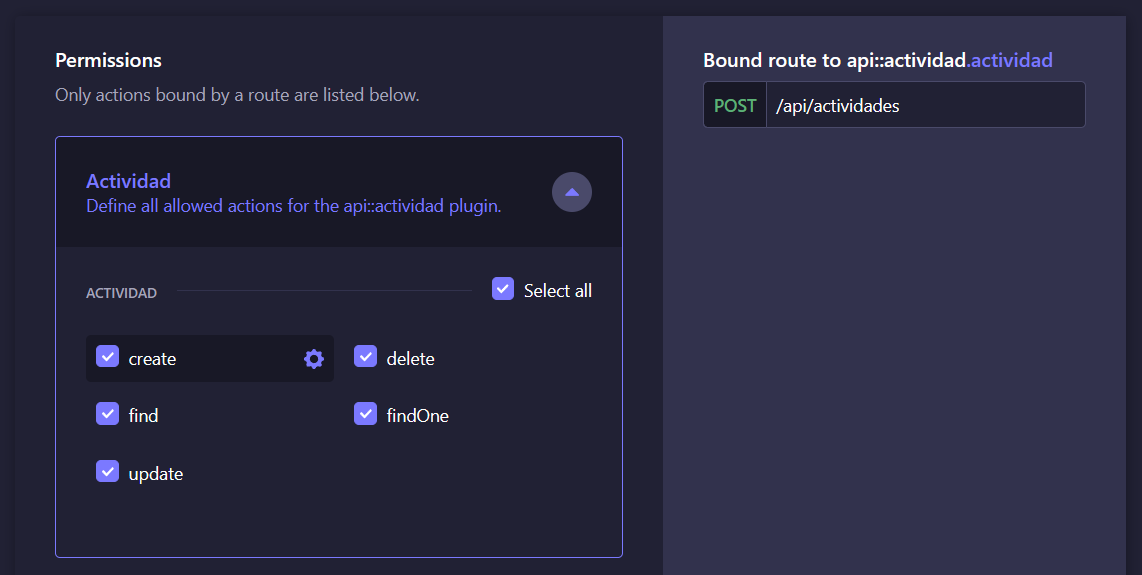 Permissions
Only actions bound by a route are listed below.
Actividad
Define all allowed actions for the api::actividad plugin.
ACTIVIDAD
Select all
create
delete
find
findOne
update
Bound route to api::actividad.actividad
POST /api/actividades